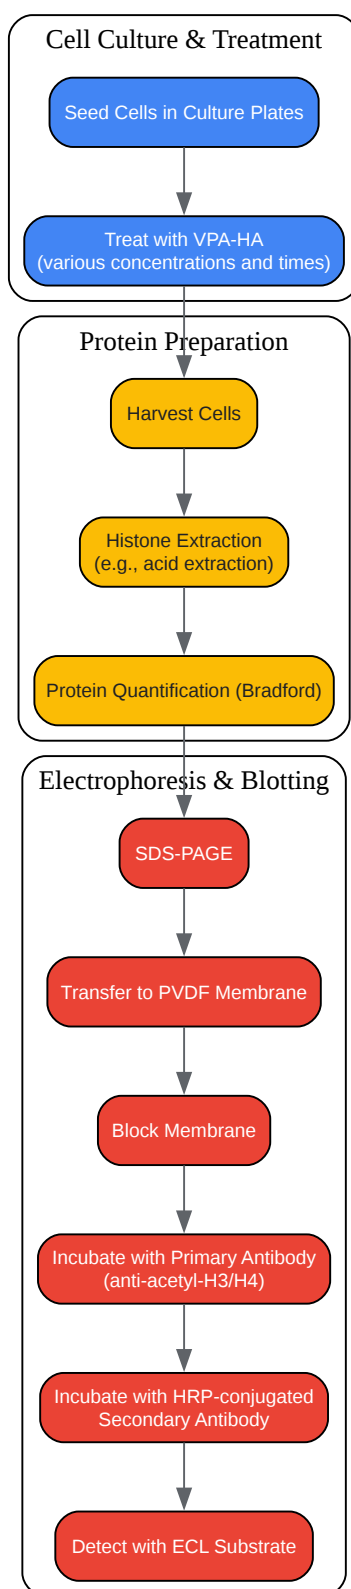 Cell Culture & Treatment
Seed Cells in Culture Plates
Treat with VPA-HA
(various concentrations and times)
Protein Preparation
Harvest Cells
Histone Extraction
(e.g., acid extraction)
Protein Quantification (Bradford)
Electrophoresis & Blotting
SDS-PAGE
Transfer to PVDF Membrane
Block Membrane
Incubate with Primary Antibody
(anti-acetyl-H3/H4)
Incubate with HRP-conjugated
Secondary Antibody
Detect with ECL Substrate